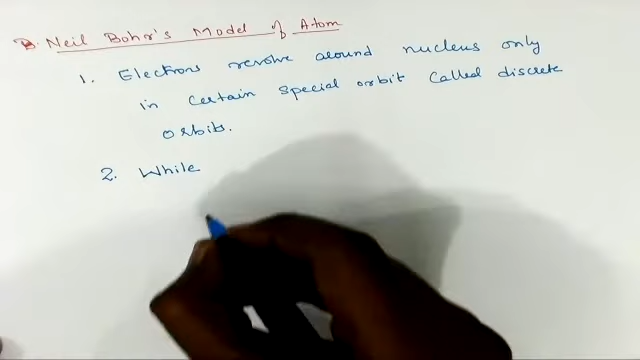 B. Neil Bohr's Model of Atom
1. Electrons revolve around nucleus only
in certain special orbit called discrete
orbits.
2. While